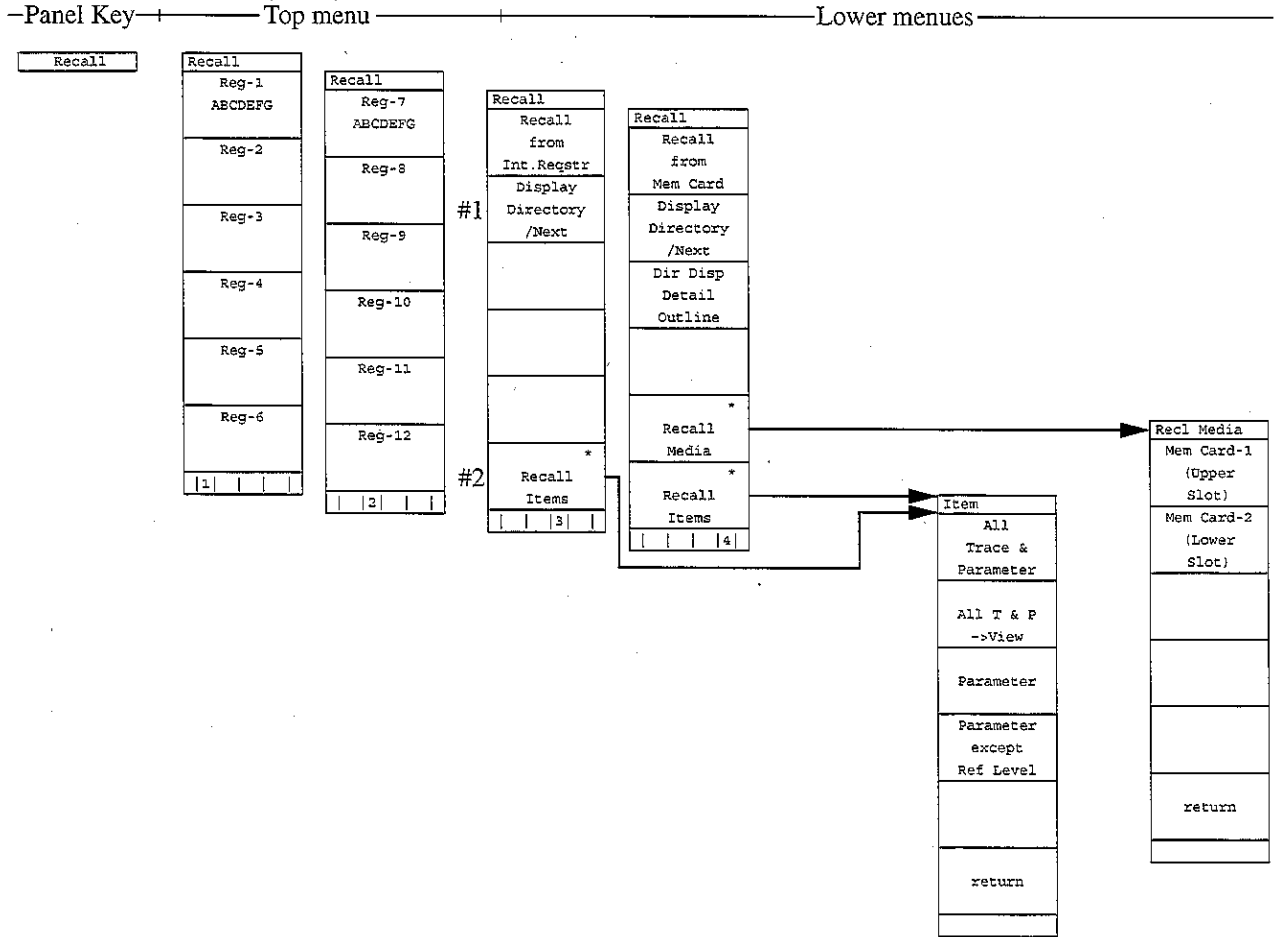 Panel Key
Top menu
Lower menues
Recall
Recall
Reg-1
ABCDEFG
Reg-2
Reg-3
Reg-4
Reg-5
Reg-6
|1| | | |
Recall
Reg-7
ABCDEFG
Reg-8
Reg-9
Reg-10
Reg-11
Reg-12
| |2| | |
#1
#2
Recall
Recall
from
Int.Reqstr
Display
Directory
/Next
*
Recall
Items
| | |3| |
Recall
Recall
from
Mem Card
Display
Directory
/Next
Dir Disp
Detail
Outline
*
Recall
Media
*
Recall
Items
| | | |4|
Item
All
Trace &
Parameter
All T & P
->View
Parameter
Parameter
except
Ref Level
return
Recl Media
Mem Card-1
(Upper
Slot)
Mem Card-2
(Lower
Slot)
return